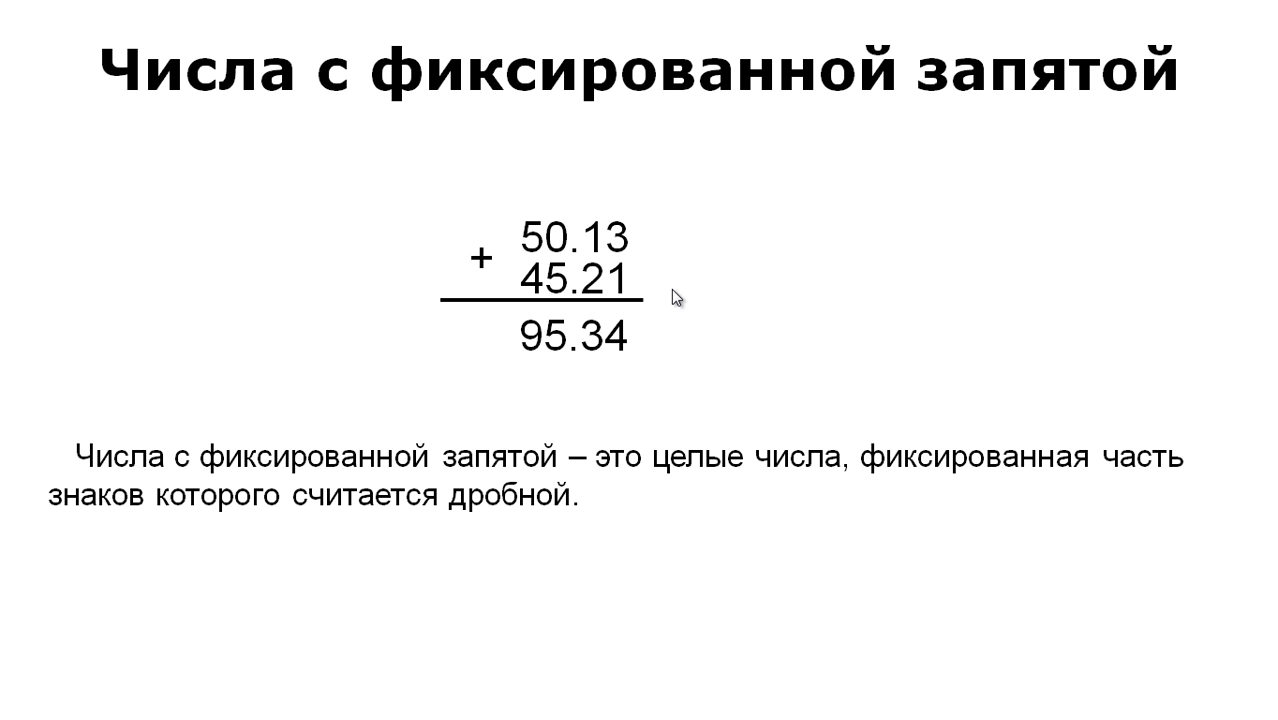 Числа с фиксированной запятой
50.13
+
45.21
95.34
Числа с фиксированной запятой – это целые числа, фиксированная часть
знаков которого считается дробной.